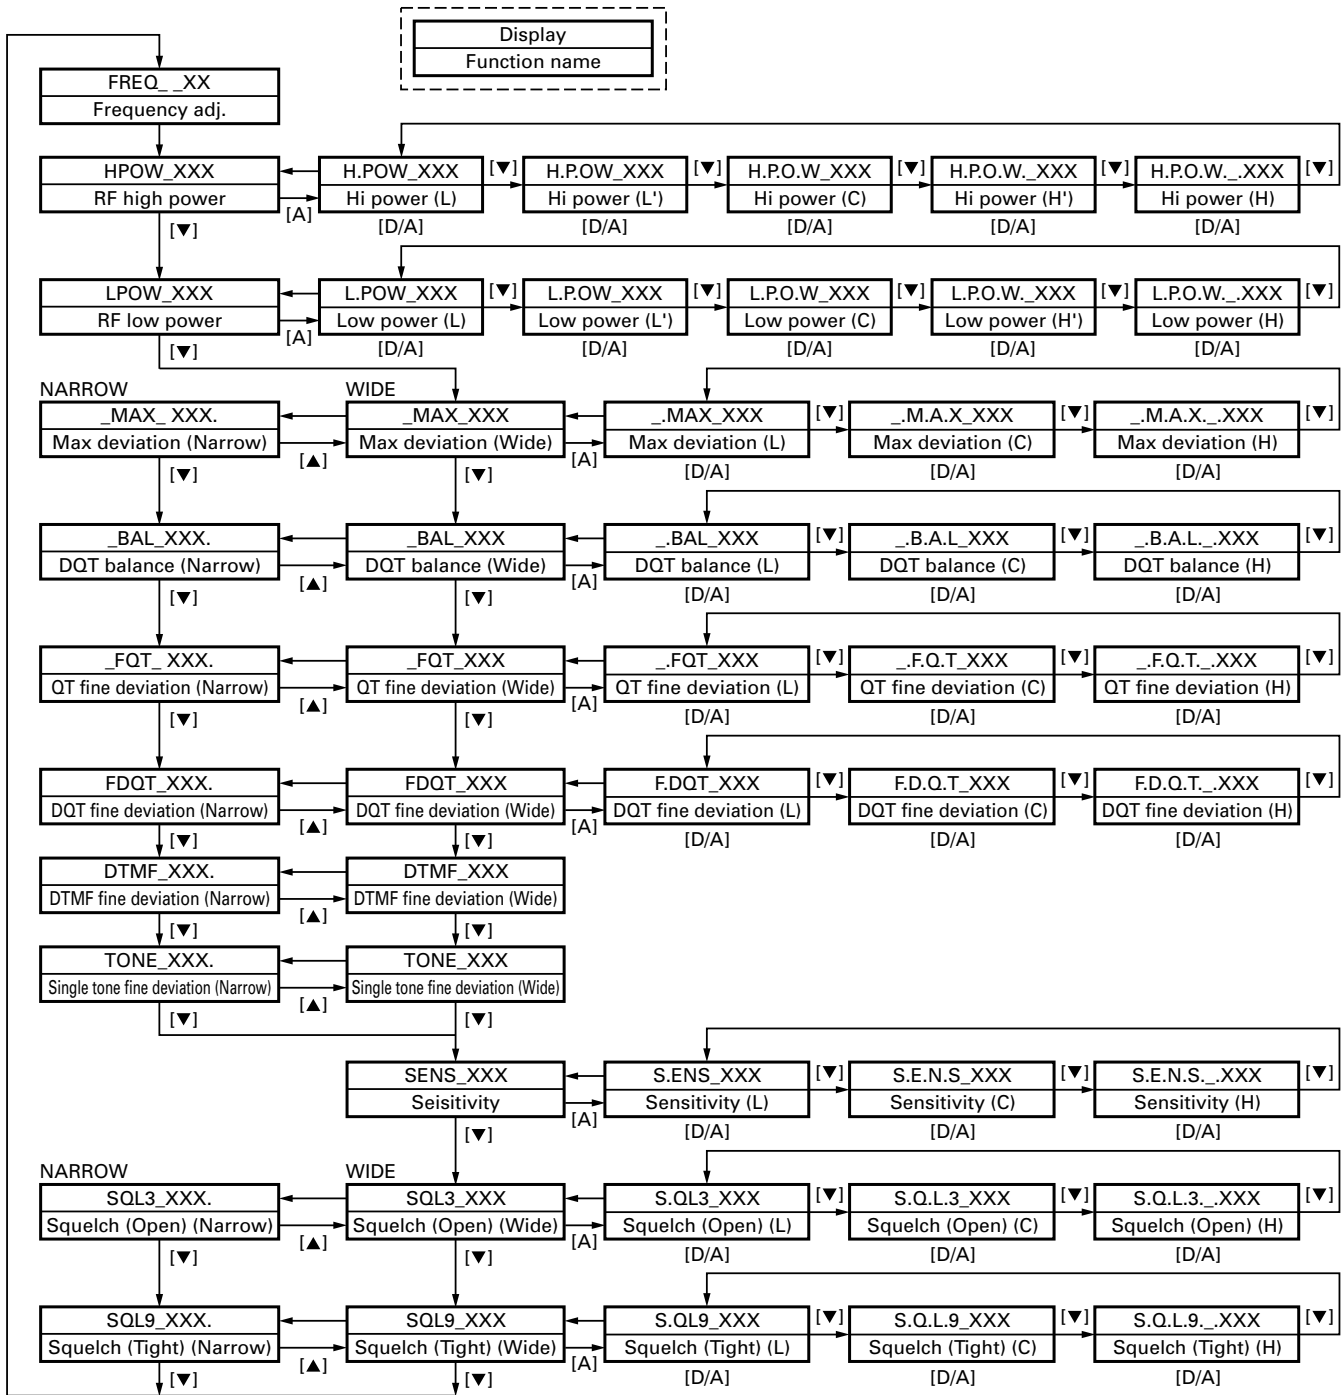 Display
Function name
FREQ_ _XX
Frequency adj.
HPOW_XXX
RF high power
[A]
[▼]
H.POW_XXX
Hi power (L)
[D/A]
[▼]
H.P.OW_XXX
Hi power (L')
[D/A]
[▼]
H.P.O.W_XXX
Hi power (C)
[D/A]
[▼]
H.P.O.W._XXX
Hi power (H')
[D/A]
[▼]
H.P.O.W._.XXX
Hi power (H)
[D/A]
[▼]
LPOW_XXX
RF low power
[A]
[▼]
L.POW_XXX
Low power (L)
[D/A]
[▼]
L.P.OW_XXX
Low power (L')
[D/A]
[▼]
L.P.O.W_XXX
Low power (C)
[D/A]
[▼]
L.P.O.W._XXX
Low power (H')
[D/A]
[▼]
L.P.O.W._.XXX
Low power (H)
[D/A]
[▼]
NARROW
WIDE
_MAX_ XXX.
Max deviation (Narrow)
[▲]
[▼]
_MAX_XXX
Max deviation (Wide)
[A]
[▼]
_.MAX_XXX
Max deviation (L)
[D/A]
[▼]
_.M.A.X_XXX
Max deviation (C)
[D/A]
[▼]
_.M.A.X._.XXX
Max deviation (H)
[D/A]
[▼]
_BAL_XXX.
DQT balance (Narrow)
[▲]
[▼]
_BAL_XXX
DQT balance (Wide)
[A]
[▼]
_.BAL_XXX
DQT balance (L)
[D/A]
[▼]
_.B.A.L_XXX
DQT balance (C)
[D/A]
[▼]
_.B.A.L._.XXX
DQT balance (H)
[D/A]
[▼]
_FQT_ XXX.
QT fine deviation (Narrow)
[▲]
[▼]
_FQT_XXX
QT fine deviation (Wide)
[A]
[▼]
_.FQT_XXX
QT fine deviation (L)
[D/A]
[▼]
_.F.Q.T_XXX
QT fine deviation (C)
[D/A]
[▼]
_.F.Q.T._.XXX
QT fine deviation (H)
[D/A]
[▼]
FDQT_XXX.
DQT fine deviation (Narrow)
[▲]
[▼]
FDQT_XXX
DQT fine deviation (Wide)
[A]
[▼]
F.DQT_XXX
DQT fine deviation (L)
[D/A]
[▼]
F.D.Q.T_XXX
DQT fine deviation (C)
[D/A]
[▼]
F.D.Q.T._.XXX
DQT fine deviation (H)
[D/A]
[▼]
DTMF_XXX.
DTMF fine deviation (Narrow)
[▲]
[▼]
DTMF_XXX
DTMF fine deviation (Wide)
[▼]
TONE_XXX.
Single tone fine deviation (Narrow)
[▲]
[▼]
TONE_XXX
Single tone fine deviation (Wide)
[▼]
SENS_XXX
Seisitivity
[A]
[▼]
S.ENS_XXX
Sensitivity (L)
[D/A]
[▼]
S.E.N.S_XXX
Sensitivity (C)
[D/A]
[▼]
S.E.N.S._.XXX
Sensitivity (H)
[D/A]
[▼]
NARROW
WIDE
SQL3_XXX.
Squelch (Open) (Narrow)
[▲]
[▼]
SQL3_XXX
Squelch (Open) (Wide)
[A]
[▼]
S.QL3_XXX
Squelch (Open) (L)
[D/A]
[▼]
S.Q.L.3_XXX
Squelch (Open) (C)
[D/A]
[▼]
S.Q.L.3._.XXX
Squelch (Open) (H)
[D/A]
[▼]
SQL9_XXX.
Squelch (Tight) (Narrow)
[▲]
[▼]
SQL9_XXX
Squelch (Tight) (Wide)
[A]
[▼]
S.QL9_XXX
Squelch (Tight) (L)
[D/A]
[▼]
S.Q.L.9_XXX
Squelch (Tight) (C)
[D/A]
[▼]
S.Q.L.9._.XXX
Squelch (Tight) (H)
[D/A]
[▼]